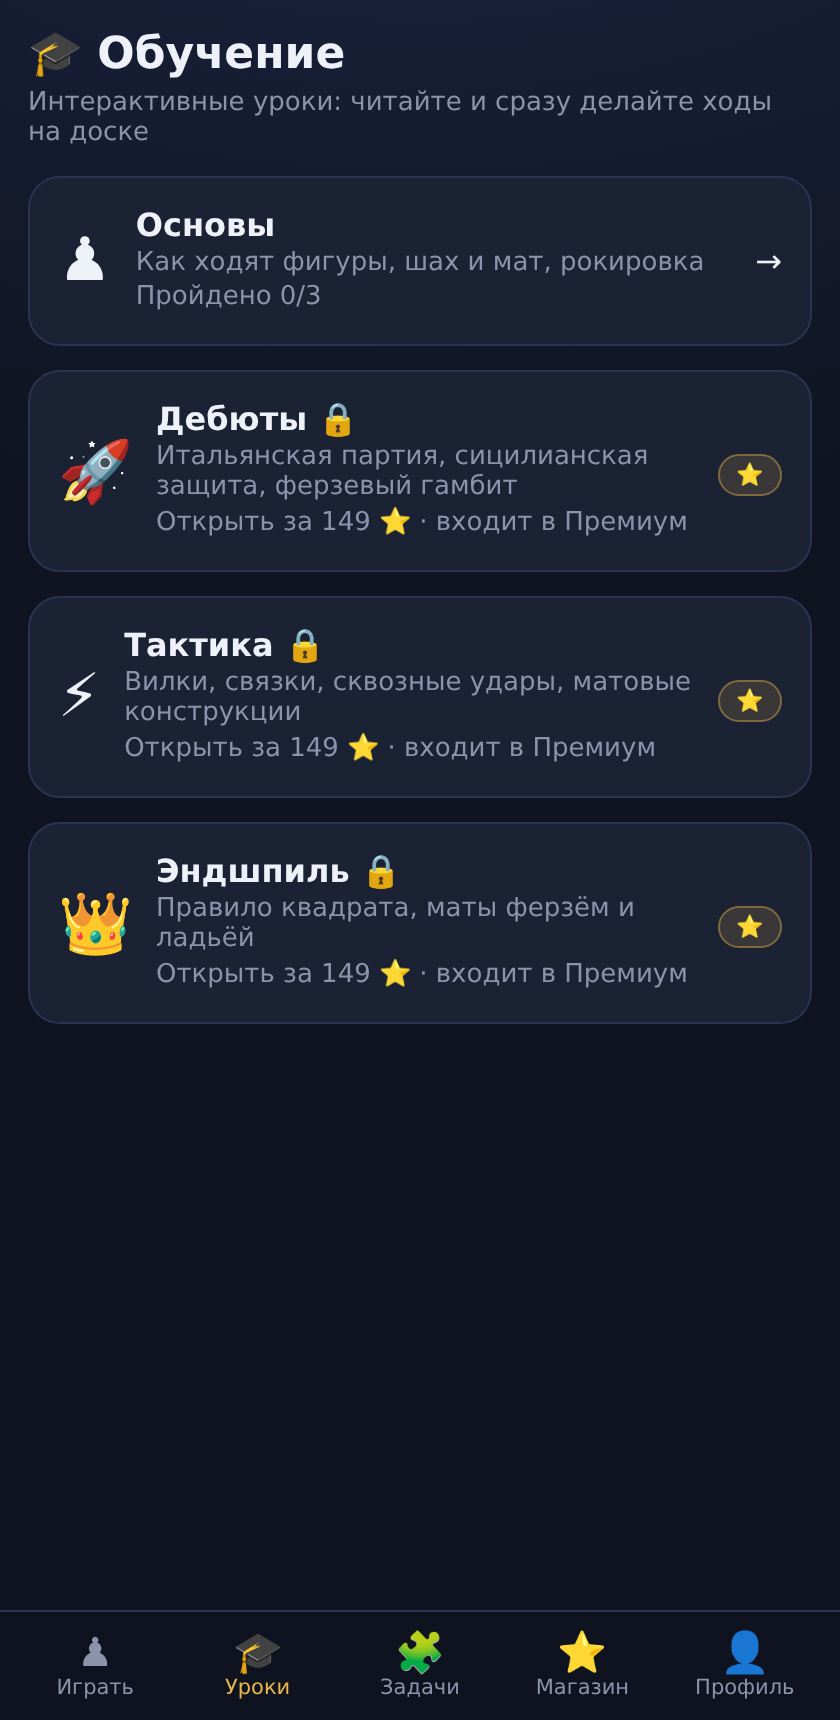 🎓 Обучение
Интерактивные уроки: читайте и сразу делайте ходы
на доске
Основы
Как ходят фигуры, шах и мат, рокировка
Пройдено 0/3
→
Дебюты 🔒
Итальянская партия, сицилианская
защита, ферзевый гамбит
Открыть за 149 ⭐ · входит в Премиум
Тактика 🔒
Вилки, связки, сквозные удары, матовые
конструкции
Открыть за 149 ⭐ · входит в Премиум
Эндшпиль 🔒
Правило квадрата, маты ферзём и
ладьёй
Открыть за 149 ⭐ · входит в Премиум
Играть
Уроки
Задачи
Магазин
Профиль